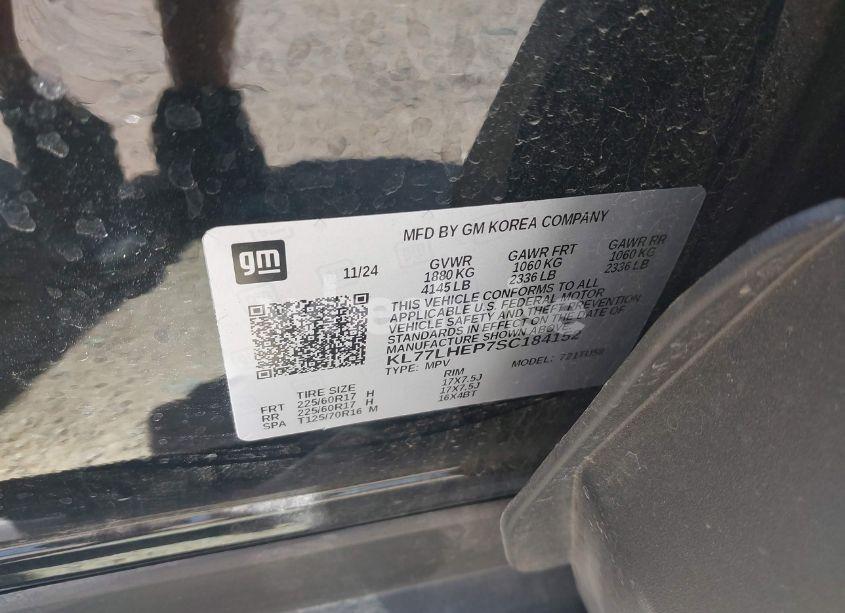 MFD BY GM KOREA COMPANY
gm
11/24
GVWR GAWR FRT GAWR RR
1880 KG 1060 KG 1060 KG
4145 LB 2336 LB 2336 LB
THIS VEHICLE CONFORMS TO ALL
APPLICABLE U.S. FEDERAL MOTOR
VEHICLE SAFETY AND THEFT PREVENTION
STANDARDS IN EFFECT ON THE DATE OF
MANUFACTURE SHOWN ABOVE.
KL77LHEP7SC184152
TYPE: MPV MODEL:
TIRE SIZE RIM
FRT 225/60R17 H 17X7.5J
RR 225/60R17 H 17X7.5J
SPA T125/70R16 M 16X4BT